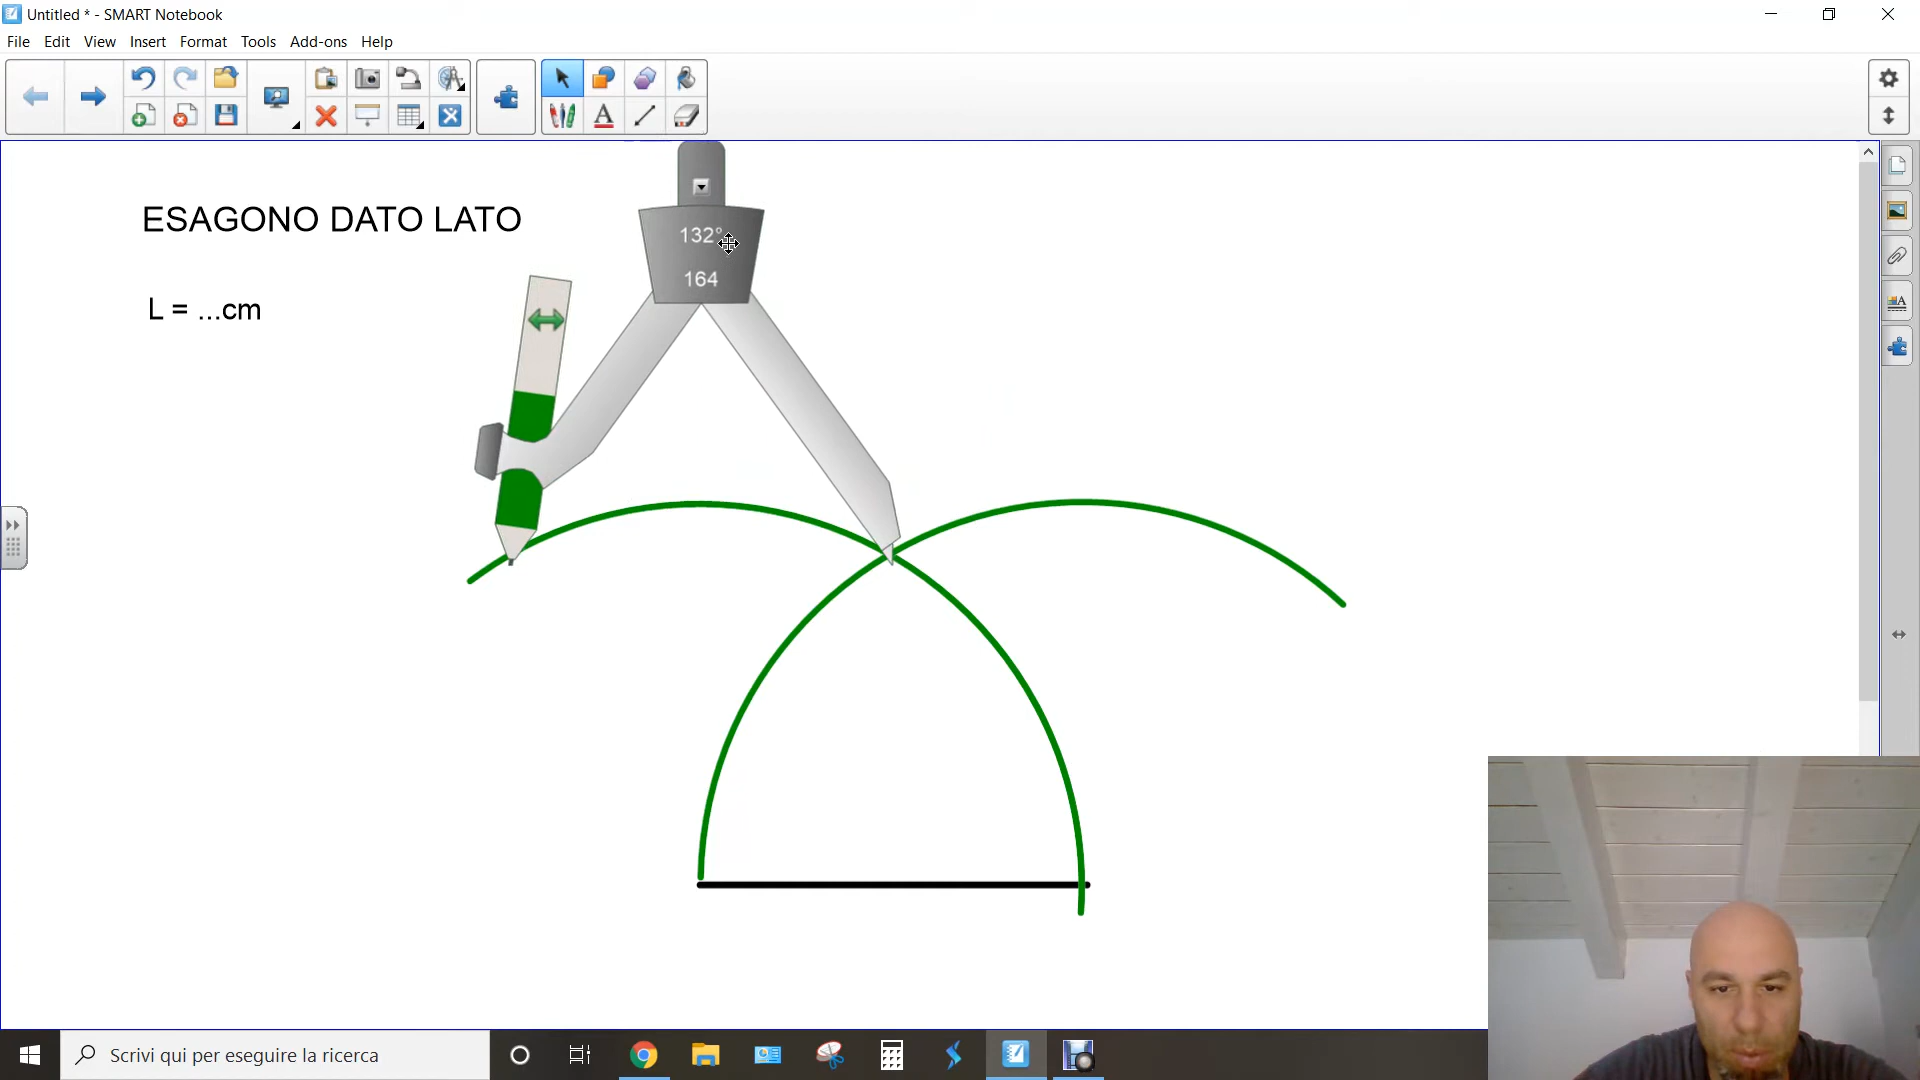 Untitled * - SMART Notebook
File Edit View Insert Format Tools Add-ons Help
ESAGONO DATO LATO
L = ...cm
132°
164
Scrivi qui per eseguire la ricerca